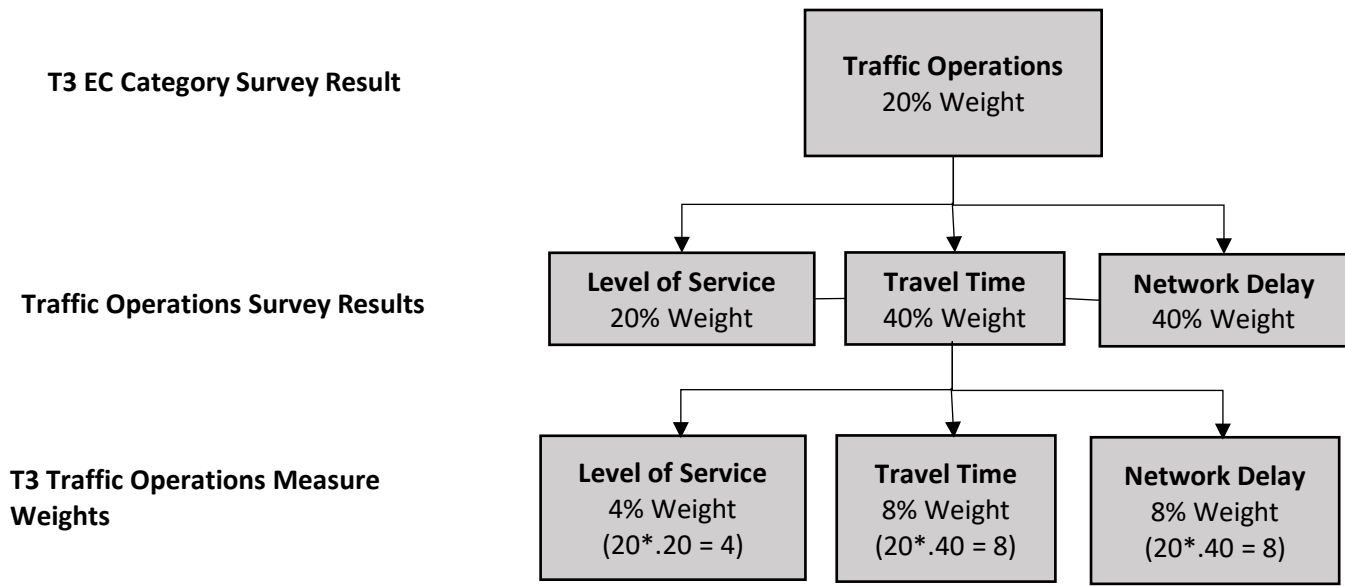 T3 EC Category Survey Result
Traffic Operations
20% Weight
Traffic Operations Survey Results
Level of Service
20% Weight
Travel Time
40% Weight
Network Delay
40% Weight
T3 Traffic Operations Measure
Weights
Level of Service
4% Weight
(20*.20 = 4)
Travel Time
8% Weight
(20*.40 = 8)
Network Delay
8% Weight
(20*.40 = 8)